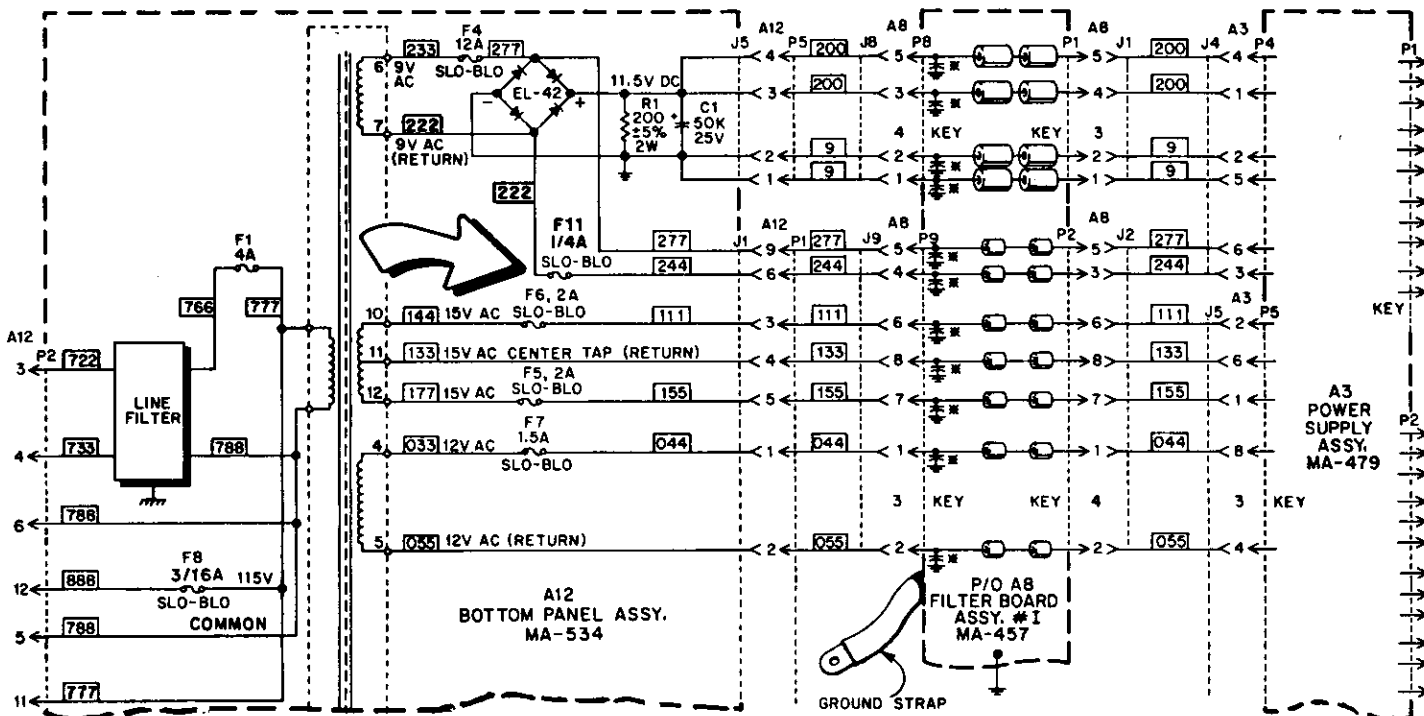 F4
12A
SLO-BLO
233
277
6
9V
AC
7
222
9V AC
(RETURN)
EL-42
-
+
11.5V DC
R1
200
±5%
2W
+
C1
50K
25V
222
F11
1/4A
SLO-BLO
277
244
F1
4A
766
777
A12
P2
3
722
LINE
FILTER
4
733
788
6
788
12
888
F8
3/16A
SLO-BLO
115V
5
788
COMMON
11
777
10
144
15V AC
F6, 2A
SLO-BLO
111
11
133
15V AC CENTER TAP (RETURN)
12
177
15V AC
F5, 2A
SLO-BLO
155
4
033
12V AC
F7
1.5A
SLO-BLO
044
5
055
12V AC (RETURN)
A12
BOTTOM PANEL ASSY.
MA-534
A12 A8 A8 A3
J5 4 P5 200 J8 5 P8 ※ P1 5 J1 200 J4 4 P4
3 200 3 ※ 4 200 1
4 KEY KEY 3
2 9 2 ※ 2 9 2
1 9 1 ※ 1 9 5
A12 A8 A8
J1 9 P1 277 J9 5 P9 ※ P2 5 J2 277 6
6 244 4 ※ 3 244 3
A3
3 111 6 ※ 6 111 J5 2 P5
4 133 8 ※ 8 133 6
5 155 7 ※ 7 155 1
1 044 1 ※ 1 044 8
3 KEY KEY 4 3 KEY
2 055 2 ※ 2 055 4
P/O A8
FILTER BOARD
ASSY. #1
MA-457
GROUND STRAP
P1
KEY
A3
POWER
SUPPLY
ASSY.
MA-479
P2